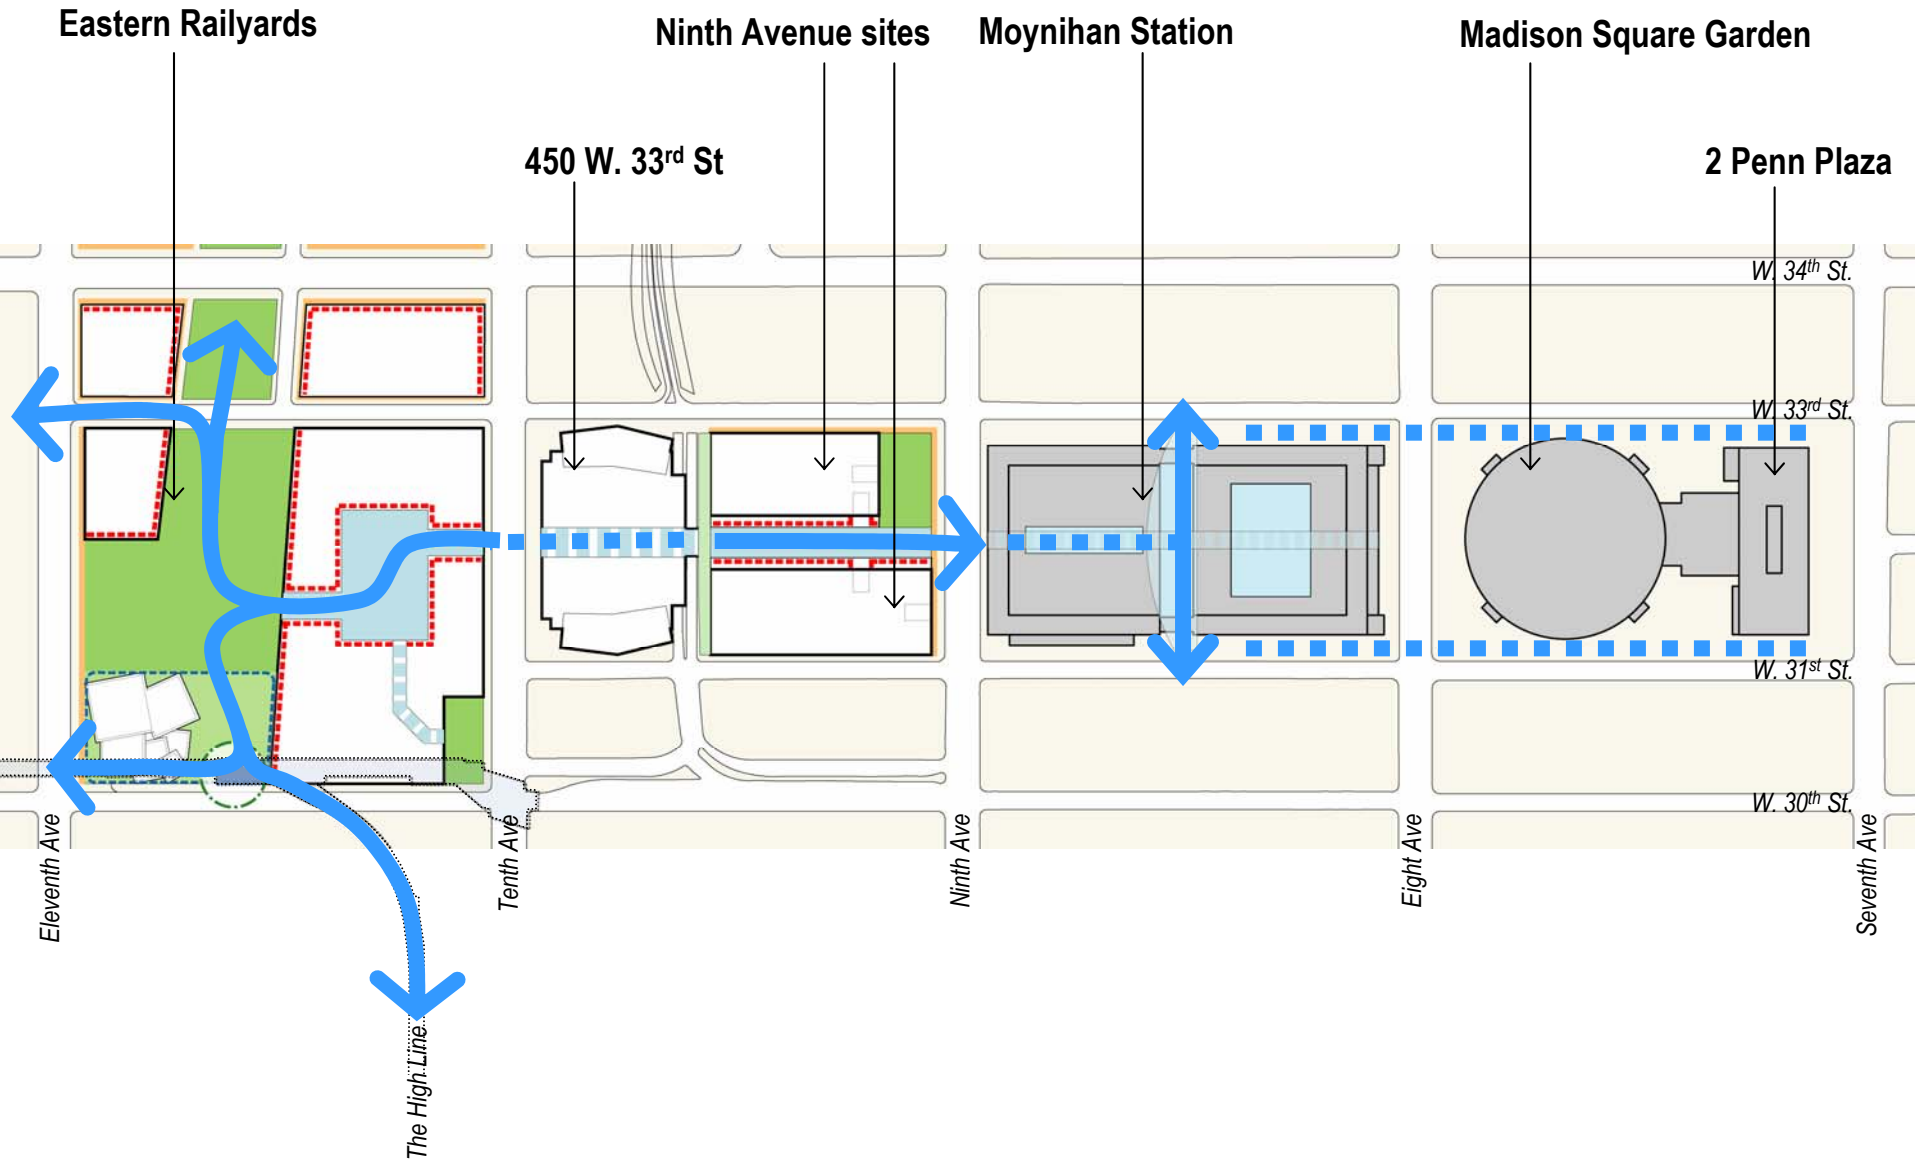 Eastern Railyards
Ninth Avenue sites
Moynihan Station
Madison Square Garden
450 W. 33rd St
2 Penn Plaza
W. 34th St.
W. 33rd St.
W. 31st St.
W. 30th St.
Eleventh Ave
Tenth Ave
Ninth Ave
Eight Ave
Seventh Ave
The High Line